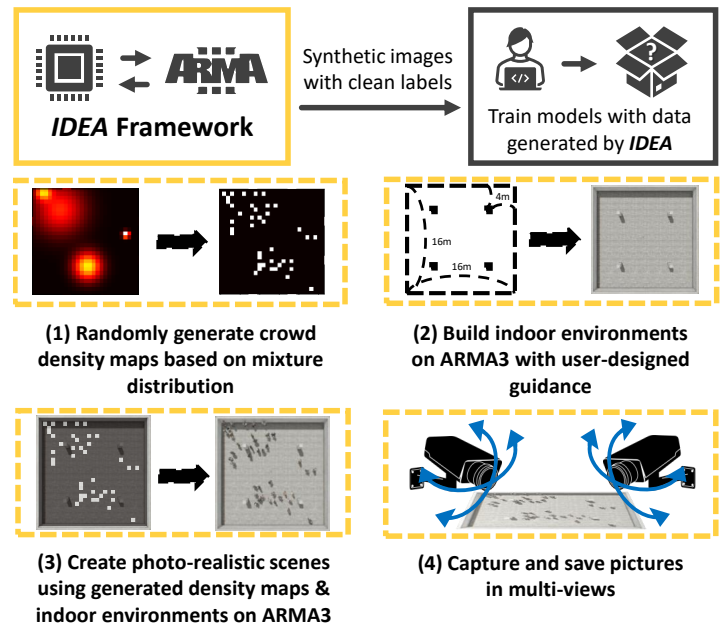 ARMA
IDEA Framework
Synthetic images
with clean labels
</>
?
Train models with data
generated by IDEA
(1) Randomly generate crowd
density maps based on mixture
distribution
4m
16m
16m
(2) Build indoor environments
on ARMA3 with user-designed
guidance
(3) Create photo-realistic scenes
using generated density maps &
indoor environments on ARMA3
(4) Capture and save pictures
in multi-views